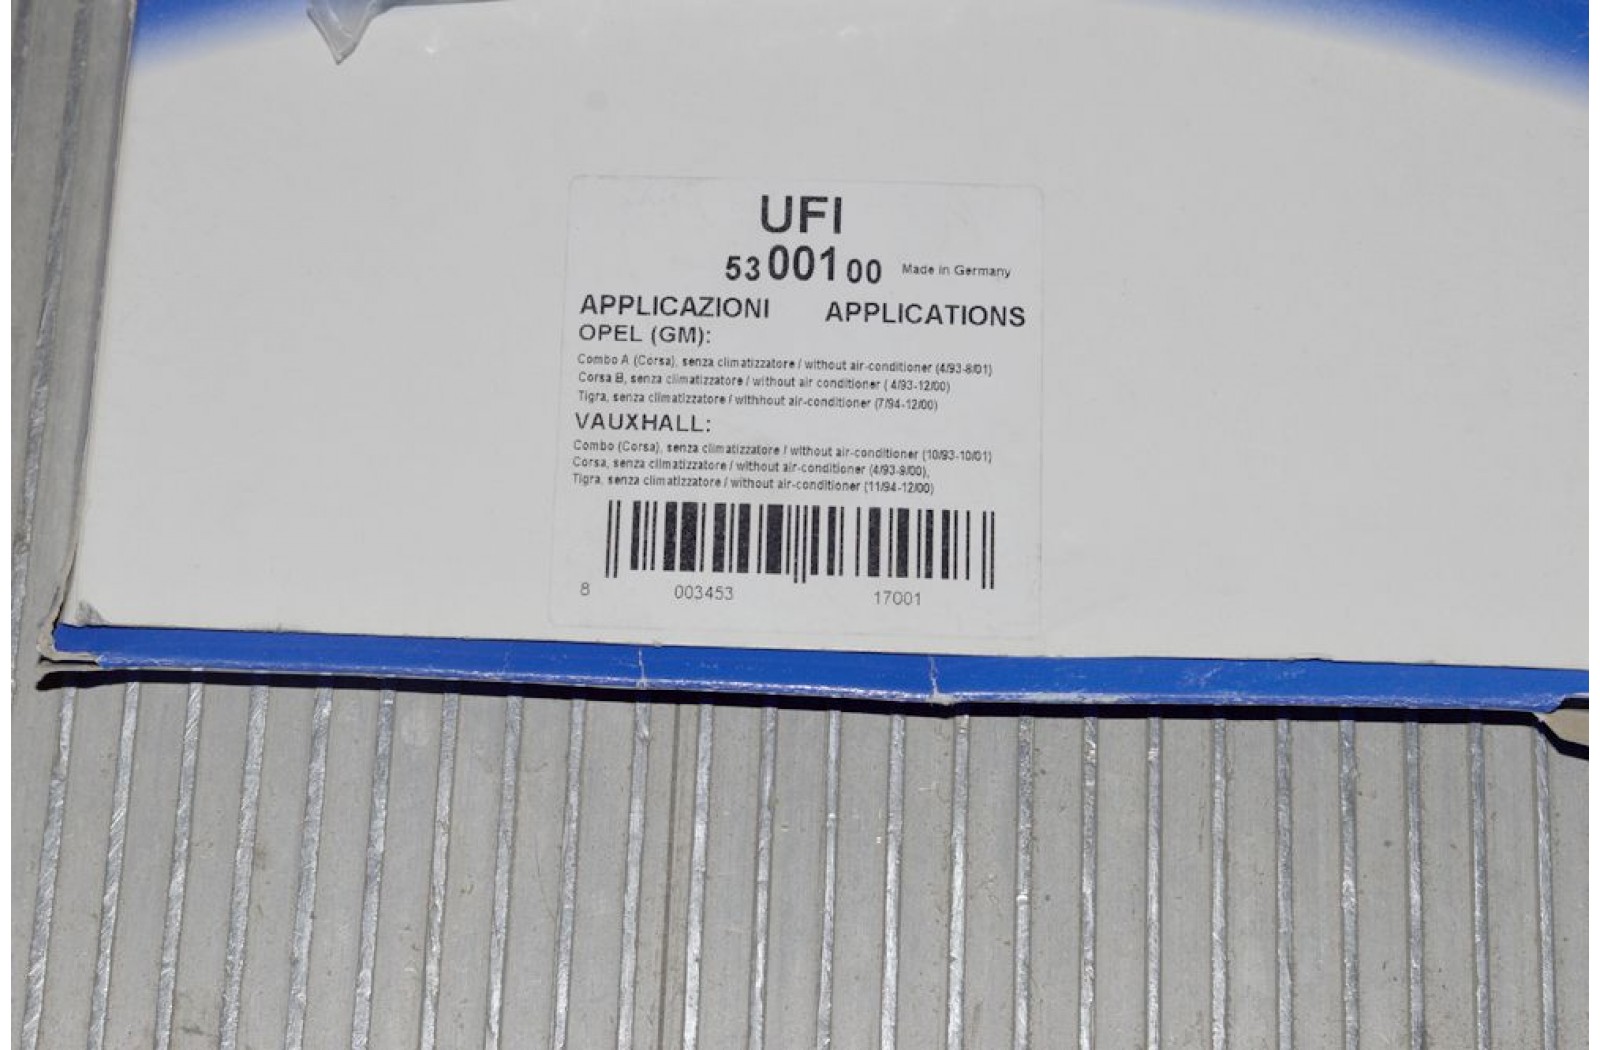 UFI
53 001 00 Made in Germany
APPLICAZIONI APPLICATIONS
OPEL (GM):
Combo A (Corsa), senza climatizzatore / without air-conditioner (4/93-8/01)
Corsa B, senza climatizzatore / without air conditioner ( 4/93-12/00)
Tigra, senza climatizzatore / withhout air-conditioner (7/94-12/00)
VAUXHALL:
Combo (Corsa), senza climatizzatore / without air-conditioner (10/93-10/01)
Corsa, senza climatizzatore / without air-conditioner (4/93-9/00),
Tigra, senza climatizzatore / without air-conditioner (11/94-12/00)
8 003453 17001